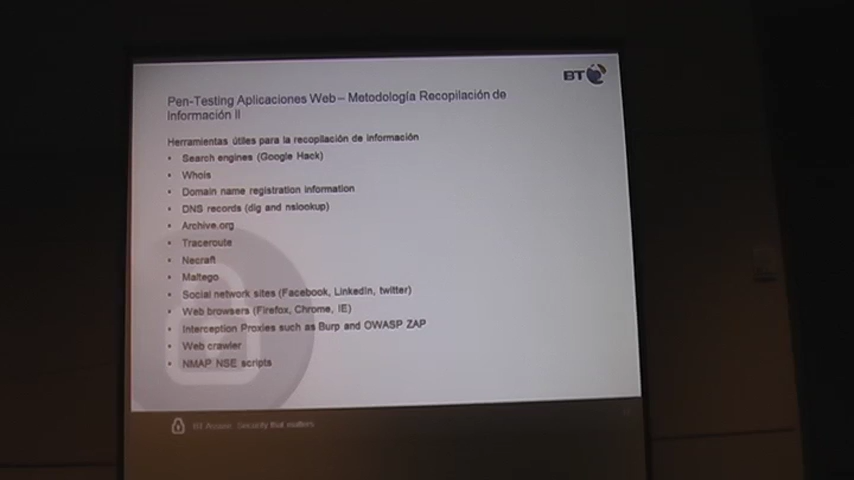 BT
Pen-Testing Aplicaciones Web – Metodología Recopilación de
Información II
Herramientas útiles para la recopilación de información
• Search engines (Google Hack)
• Whois
• Domain name registration information
• DNS records (dig and nslookup)
• Archive.org
• Traceroute
• Necraft
• Maltego
• Social network sites (Facebook, LinkedIn, twitter)
• Web browsers (Firefox, Chrome, IE)
• Interception Proxies such as Burp and OWASP ZAP
• Web crawler
• NMAP NSE scripts
BT Assure. Security that matters